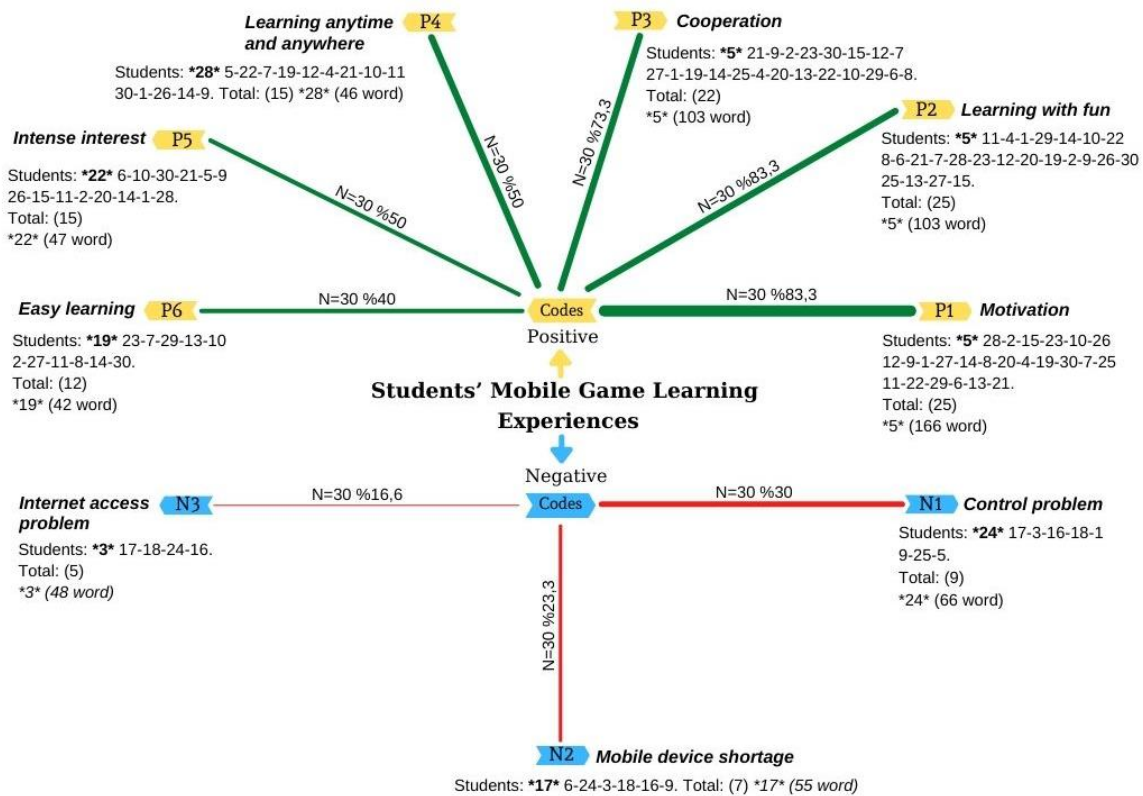 Learning anytime
and anywhere
P4
Students: *28* 5-22-7-19-12-4-21-10-11
30-1-26-14-9. Total: (15) *28* (46 word)
N=30 %50
P3
Cooperation
Students: *5* 21-9-2-23-30-15-12-7
27-1-19-14-25-4-20-13-22-10-29-6-8.
Total: (22)
*5* (103 word)
N=30 %73,3
P2
Learning with fun
Students: *5* 11-4-1-29-14-10-22
8-6-21-7-28-23-12-20-19-2-9-26-30
25-13-27-15.
Total: (25)
*5* (103 word)
N=30 %83,3
Intense interest
P5
Students: *22* 6-10-30-21-5-9
26-15-11-2-20-14-1-28.
Total: (15)
*22* (47 word)
N=30 %50
Easy learning
P6
Students: *19* 23-7-29-13-10
2-27-11-8-14-30.
Total: (12)
*19* (42 word)
N=30 %40
Codes
Positive
N=30 %83,3
P1
Motivation
Students: *5* 28-2-15-23-10-26
12-9-1-27-14-8-20-4-19-30-7-25
11-22-29-6-13-21.
Total: (25)
*5* (166 word)
Students’ Mobile Game Learning
Experiences
Negative
Codes
Internet access
problem
N3
N=30 %16,6
Students: *3* 17-18-24-16.
Total: (5)
*3* (48 word)
N=30 %30
N1
Control problem
Students: *24* 17-3-16-18-1
9-25-5.
Total: (9)
*24* (66 word)
N=30 %23,3
N2
Mobile device shortage
Students: *17* 6-24-3-18-16-9. Total: (7) *17* (55 word)